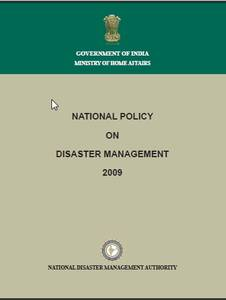 GOVERNMENT OF INDIA
MINISTRY OF HOME AFFAIRS
NATIONAL POLICY
ON
DISASTER MANAGEMENT
2009
NATIONAL DISASTER MANAGEMENT AUTHORITY